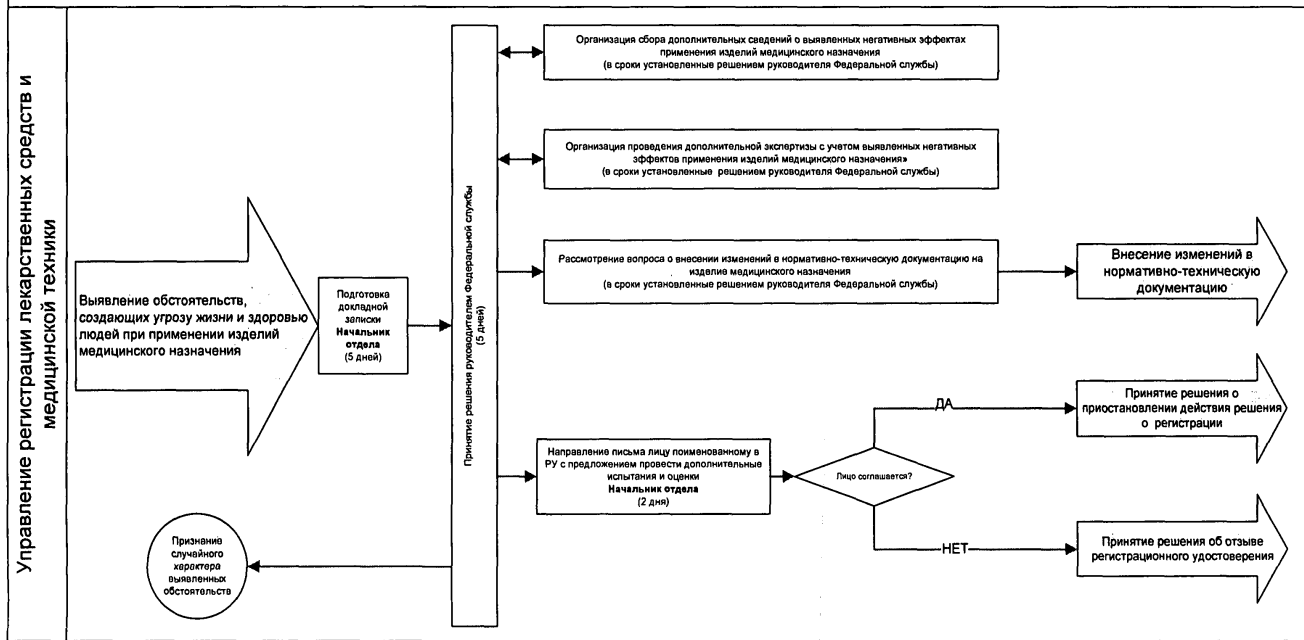 Управление регистрации лекарственных средств и
медицинской техники
Выявление обстоятельств,
создающих угрозу жизни и здоровью
людей при применении изделий
медицинского назначения
Подготовка
докладной
записки
Начальник
отдела
(5 дней)
Признание
случайного
характера
выявленных
обстоятельств
Принятие решения руководителем Федеральной службы
(5 дней)
Организация сбора дополнительных сведений о выявленных негативных эффектах
применения изделий медицинского назначения
(в сроки установленные решением руководителя Федеральной службы)
Организация проведения дополнительной экспертизы с учетом выявленных негативных
эффектов применения изделий медицинского назначения»
(в сроки установленные решением руководителя Федеральной службы)
Рассмотрение вопроса о внесении изменений в нормативно-техническую документацию на
изделие медицинского назначения
(в сроки установленные решением руководителя Федеральной службы)
Внесение изменений в
нормативно-техническую
документацию
Направление письма лицу поименованному в
РУ с предложением провести дополнительные
испытания и оценки
Начальник отдела
(2 дня)
Лицо соглашается?
ДА
Принятие решения о
приостановлении действия решения
о регистрации
НЕТ
Принятие решения об отзыве
регистрационного удостоверения